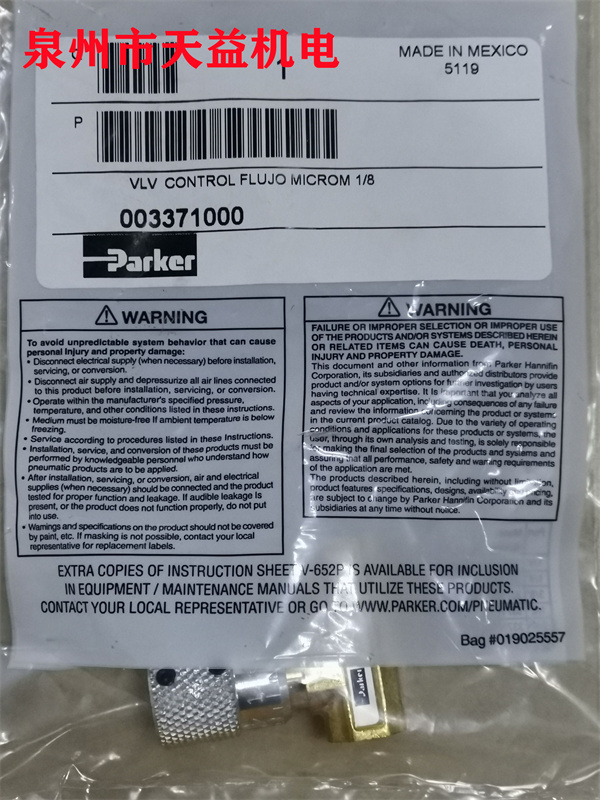 泉州市天益机电
Q
1
MADE IN MEXICO
5119
P
VLV CONTROL FLUJO MICROM 1/8
003371000
Parker
WARNING
To avoid unpredictable system behavior that can cause
personal injury and property damage:
• Disconnect electrical supply (when necessary) before installation,
servicing, or conversion.
• Disconnect air supply and depressurize all air lines connected
to this product before installation, servicing, or conversion.
• Operate within the manufacturer's specified pressure,
temperature, and other conditions listed in these instructions.
• Medium must be moisture-free if ambient temperature is below
freezing.
• Service according to procedures listed in these instructions.
• Installation, service, and conversion of these products must be
performed by knowledgeable personnel who understand how
pneumatic products are to be applied.
• After installation, servicing, or conversion, air and electrical
supplies (when necessary) should be connected and the product
tested for proper function and leakage. If audible leakage is
present, or the product does not function properly, do not put
into use.
• Warnings and specifications on the product should not be covered
by paint, etc. If masking is not possible, contact your local
representative for replacement labels.
WARNING
FAILURE OR IMPROPER SELECTION OR IMPROPER USE
OF THE PRODUCTS AND/OR SYSTEMS DESCRIBED HEREIN
OR RELATED ITEMS CAN CAUSE DEATH, PERSONAL
INJURY AND PROPERTY DAMAGE.
This document and other information from Parker Hannifin
Corporation, its subsidiaries and authorized distributors provide
product and/or system options for further investigation by users
having technical expertise. It is important that you analyze all
aspects of your application, including consequences of any failure
and review the information concerning the product or systems
in the current product catalog. Due to the variety of operating
conditions and applications for these products or systems, the
user, through its own analysis and testing, is solely responsible
for making the final selection of the products and systems and
assuring that all performance, safety and warning requirements
of the application are met.
The products described herein, including without limitation,
product features, specifications, designs, availability and pricing,
are subject to change by Parker Hannifin Corporation and its
subsidiaries at any time without notice.
EXTRA COPIES OF INSTRUCTION SHEET V-652P IS AVAILABLE FOR INCLUSION
IN EQUIPMENT / MAINTENANCE MANUALS THAT UTILIZE THESE PRODUCTS.
CONTACT YOUR LOCAL REPRESENTATIVE OR GO TO WWW.PARKER.COM/PNEUMATIC.
Bag #019025557
Parker